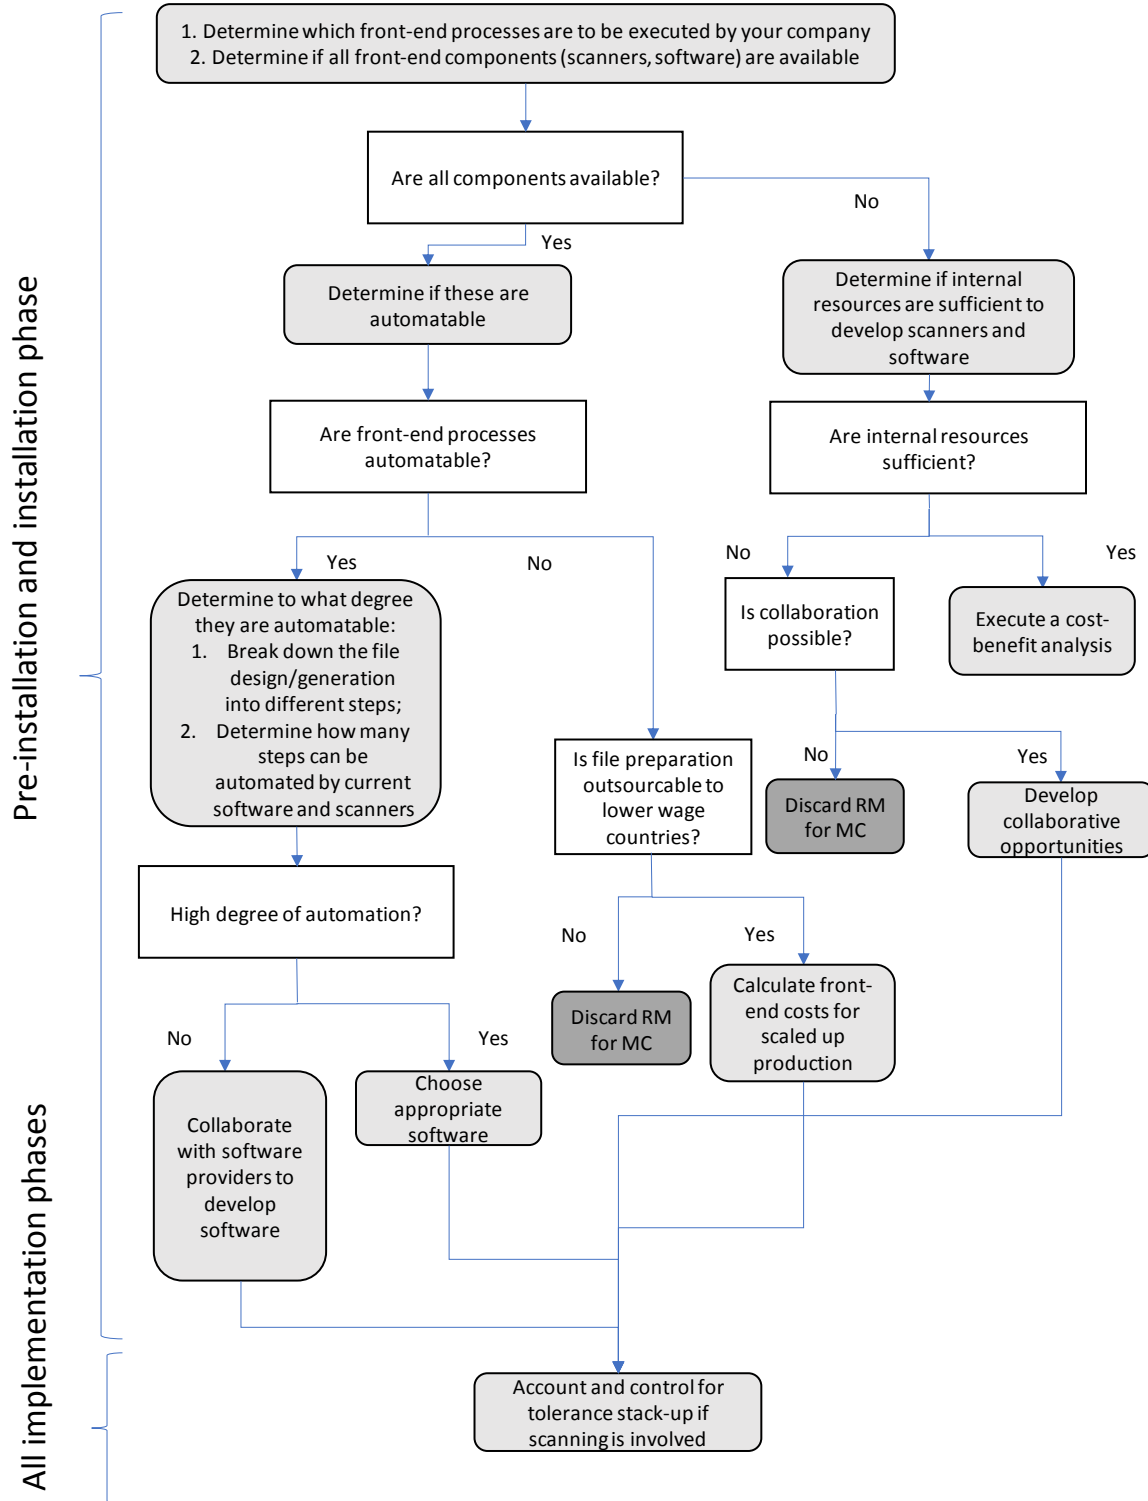 1. Determine which front-end processes are to be executed by your company
2. Determine if all front-end components (scanners, software) are available
Are all components available?
No
Yes
Determine if these are
automatable
Determine if internal
resources are sufficient to
develop scanners and
software
Are front-end processes
automatable?
Are internal resources
sufficient?
Yes
No
No
Yes
Determine to what degree
they are automatable:
1. Break down the file
design/generation
into different steps;
2. Determine how many
steps can be
automated by current
software and scanners
Is collaboration
possible?
Execute a cost-
benefit analysis
Is file preparation
outsourcable to
lower wage
countries?
No
Yes
Discard RM
for MC
Develop
collaborative
opportunities
High degree of automation?
No
Yes
Discard RM
for MC
Calculate front-
end costs for
scaled up
production
No
Yes
Collaborate
with software
providers to
develop
software
Choose
appropriate
software
Account and control for
tolerance stack-up if
scanning is involved
Pre-installation and installation phase
All implementation phases